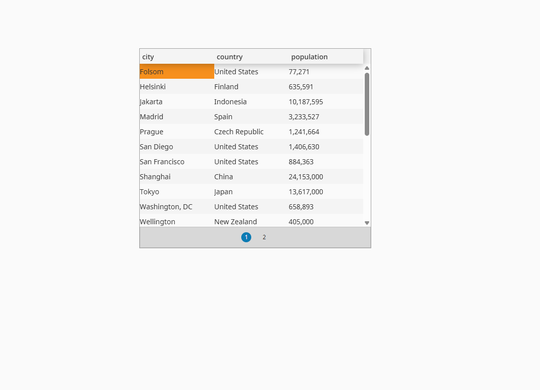 city country population
Folsom United States 77,271
Helsinki Finland 635,591
Jakarta Indonesia 10,187,595
Madrid Spain 3,233,527
Prague Czech Republic 1,241,664
San Diego United States 1,406,630
San Francisco United States 884,363
Shanghai China 24,153,000
Tokyo Japan 13,617,000
Washington, DC United States 658,893
Wellington New Zealand 405,000
1 2